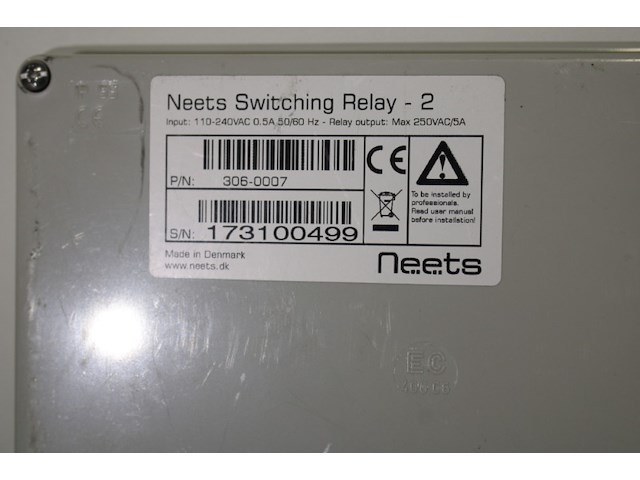 Neets Switching Relay - 2
Input: 110-240VAC 0.5A 50/60 Hz - Relay output: Max 250VAC/5A
P/N: 306-0007
S/N: 173100499
CE
To be installed by
professionals.
Read user manual
before installation!
Made in Denmark
www.neets.dk
Neets
EC